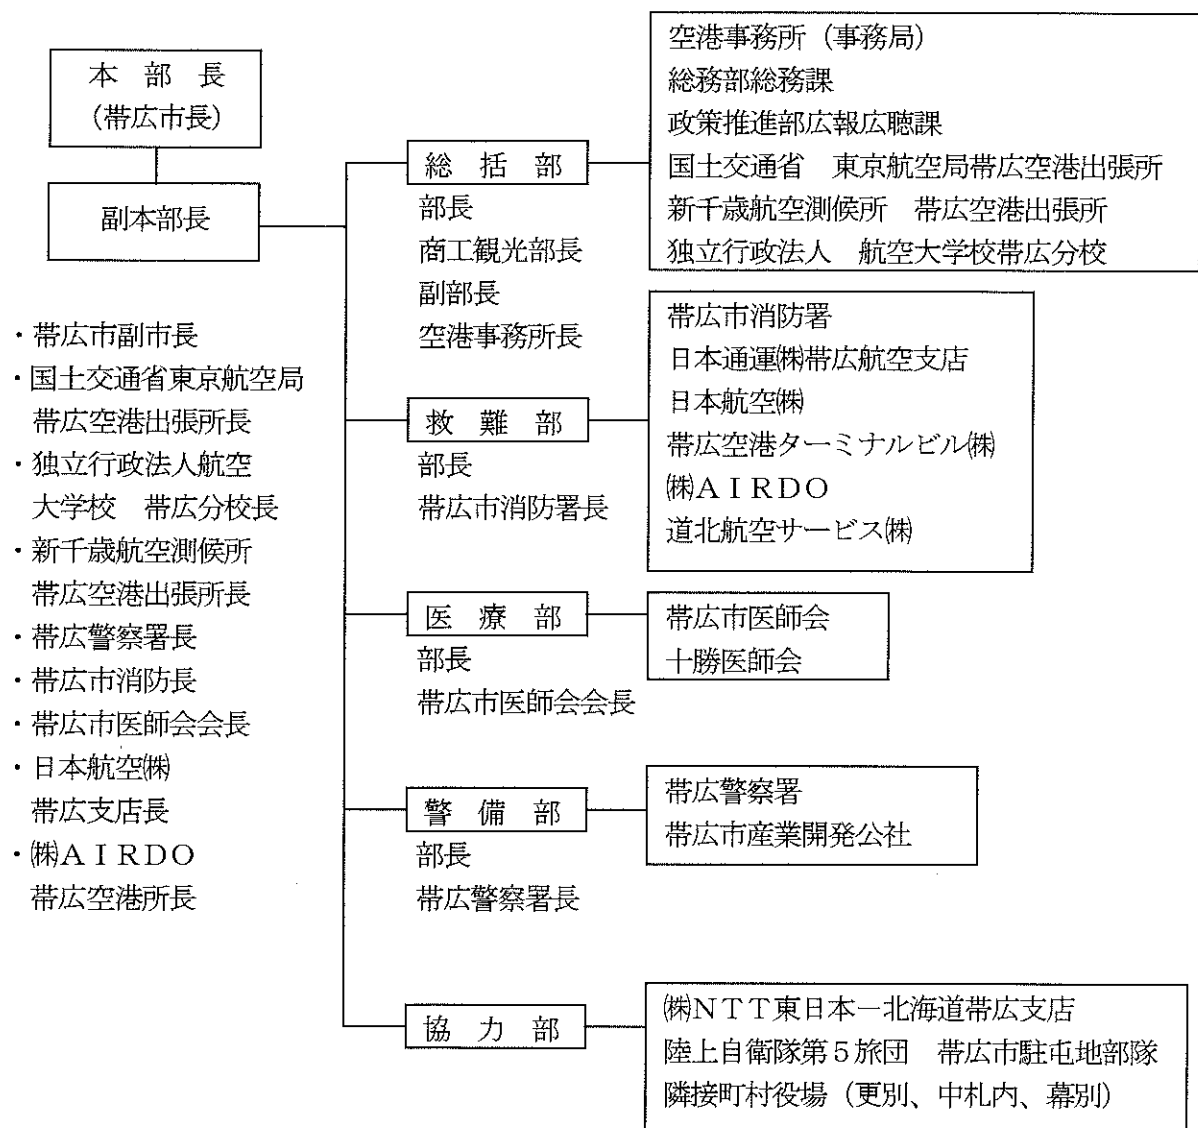 本 部 長
(帯広市長)
副本部長
・帯広市副市長
・国土交通省東京航空局
帯広空港出張所長
・独立行政法人航空
大学校　帯広分校長
・新千歳航空測候所
帯広空港出張所長
・帯広警察署長
・帯広市消防長
・帯広市医師会会長
・日本航空㈱
帯広支店長
・㈱ＡＩＲＤＯ
帯広空港所長
総 括 部
部長
商工観光部長
副部長
空港事務所長
空港事務所（事務局）
総務部総務課
政策推進部広報広聴課
国土交通省　東京航空局帯広空港出張所
新千歳航空測候所　帯広空港出張所
独立行政法人　航空大学校帯広分校
救 難 部
部長
帯広市消防署長
帯広市消防署
日本通運㈱帯広航空支店
日本航空㈱
帯広空港ターミナルビル㈱
㈱ＡＩＲＤＯ
道北航空サービス㈱
医 療 部
部長
帯広市医師会会長
帯広市医師会
十勝医師会
警 備 部
部長
帯広警察署長
帯広警察署
帯広市産業開発公社
協 力 部
㈱ＮＴＴ東日本ー北海道帯広支店
陸上自衛隊第５旅団　帯広市駐屯地部隊
隣接町村役場（更別、中札内、幕別）